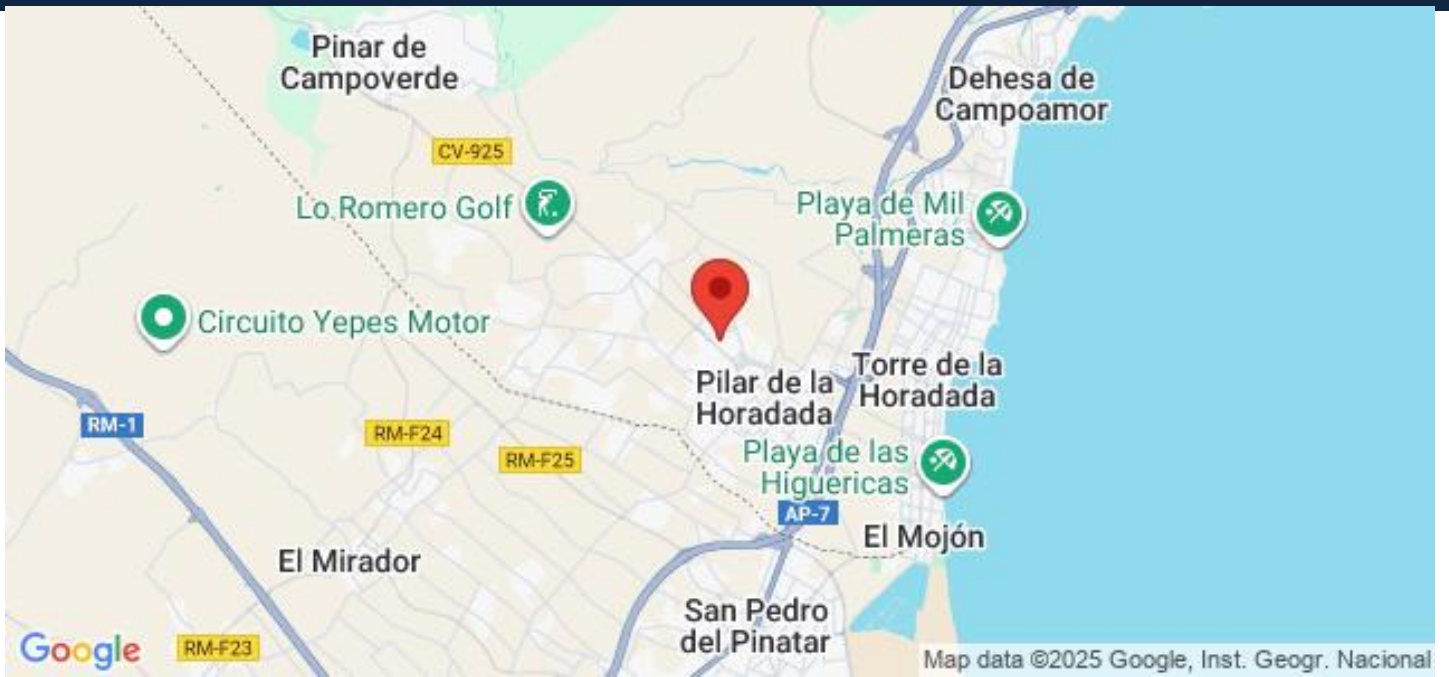 Pinar de
Campoverde
Dehesa de
Campoamor
CV-925
Lo Romero Golf
Playa de Mil
Palmeras
Circuito Yepes Motor
Pilar de la
Horadada
Torre de la
Horadada
RM-1
RM-F24
RM-F25
Playa de las
Higuericas
AP-7
El Mojón
El Mirador
San Pedro
del Pinatar
Google
RM-F23
Map data ©2025 Google, Inst. Geogr. Nacional